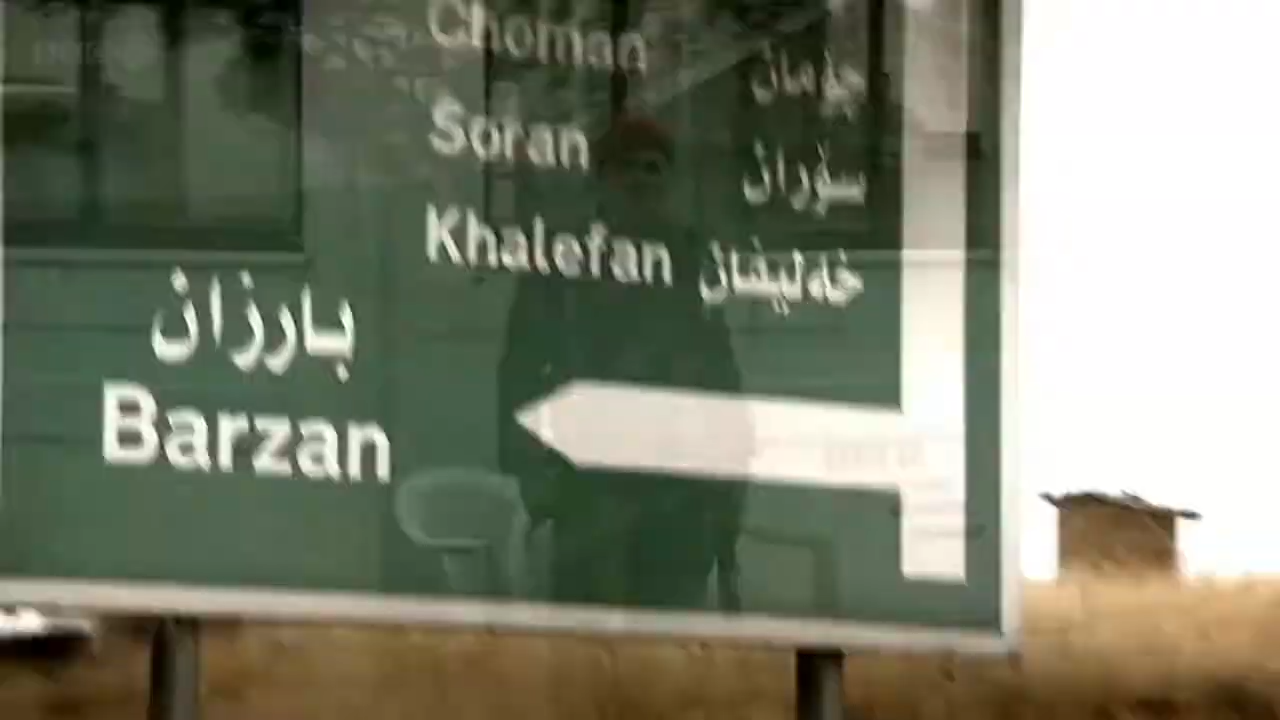 Choman چۆمان
Soran سۆران
Khalefan خەلیفان
بارزان
Barzan